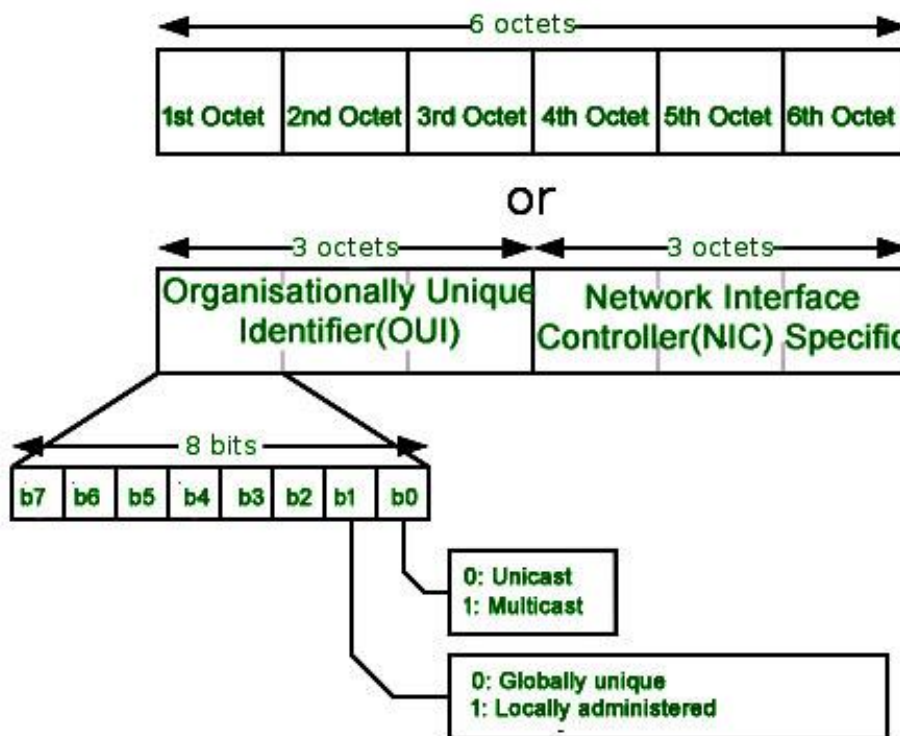 6 octets
1st Octet 2nd Octet 3rd Octet 4th Octet 5th Octet 6th Octet
or
3 octets 3 octets
Organisationally Unique Identifier(OUI)
Network Interface Controller(NIC) Specific
8 bits
b7 b6 b5 b4 b3 b2 b1 b0
0: Unicast
1: Multicast
0: Globally unique
1: Locally administered